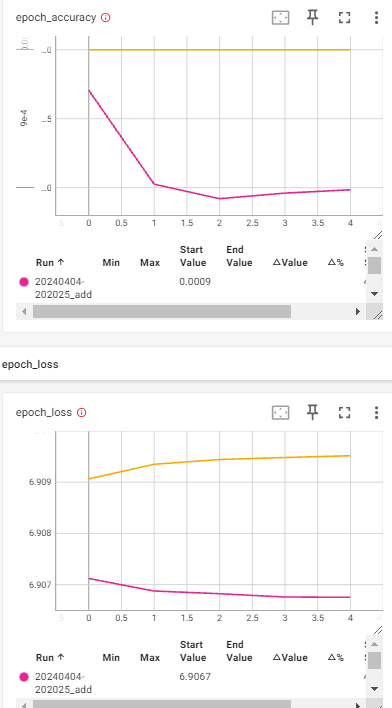 epoch_accuracy
...0
...5
...0
9e-4
0 0.5 1 1.5 2 2.5 3 3.5 4
Run ↑ Min Max Start Value End Value ΔValue Δ%
20240404-202025_add 0.0009
epoch_loss
epoch_loss
6.909
6.908
6.907
0 0.5 1 1.5 2 2.5 3 3.5 4
Run ↑ Min Max Start Value End Value ΔValue Δ%
20240404-202025_add 6.9067